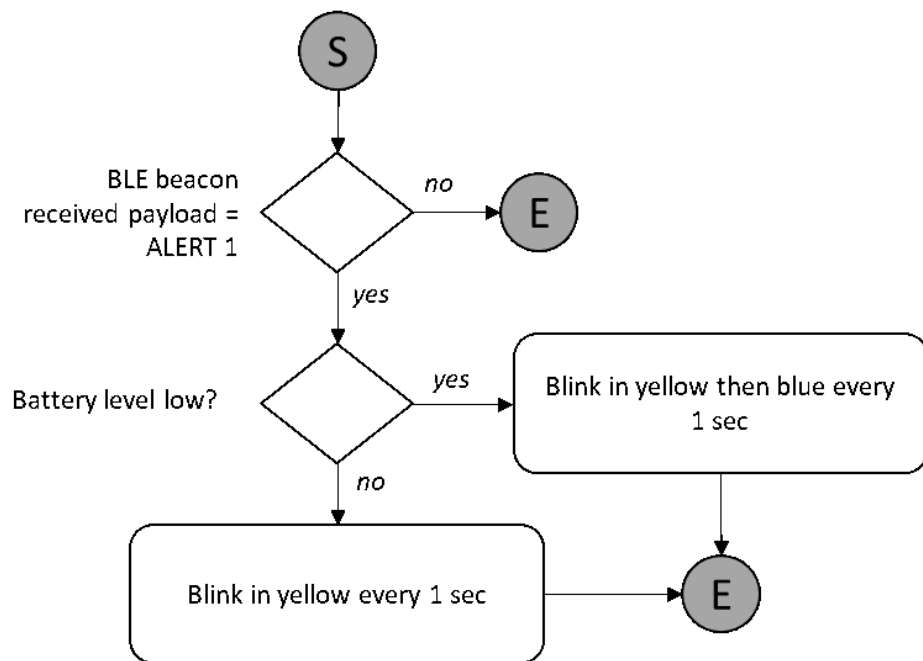 S
BLE beacon
received payload =
ALERT 1
no
E
yes
Battery level low?
yes
Blink in yellow then blue every
1 sec
no
Blink in yellow every 1 sec
E